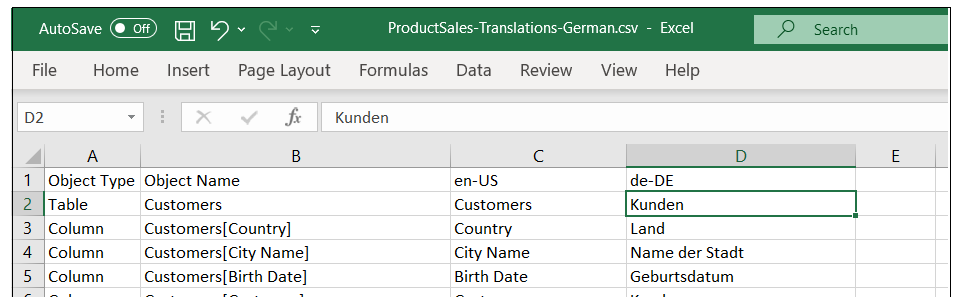 AutoSave Off ProductSales-Translations-German.csv - Excel Search
File Home Insert Page Layout Formulas Data Review View Help
D2 fx Kunden
A B C D E
1 Object Type Object Name en-US de-DE
2 Table Customers Customers Kunden
3 Column Customers[Country] Country Land
4 Column Customers[City Name] City Name Name der Stadt
5 Column Customers[Birth Date] Birth Date Geburtsdatum